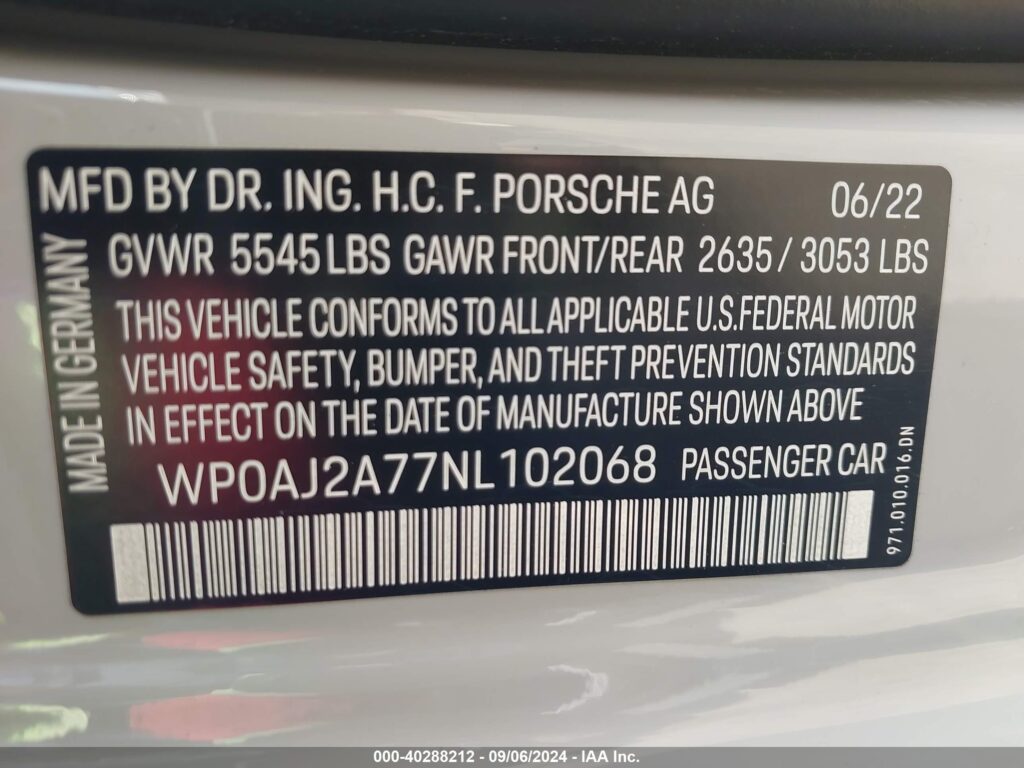 MFD BY DR. ING. H.C. F. PORSCHE AG 06/22
GVWR 5545 LBS GAWR FRONT/REAR 2635 / 3053 LBS
THIS VEHICLE CONFORMS TO ALL APPLICABLE U.S.FEDERAL MOTOR
VEHICLE SAFETY, BUMPER, AND THEFT PREVENTION STANDARDS
IN EFFECT ON THE DATE OF MANUFACTURE SHOWN ABOVE
WP0AJ2A77NL102068 PASSENGER CAR
MADE IN GERMANY
971.010.016.DN
000-40288212 - 09/06/2024 - IAA Inc.